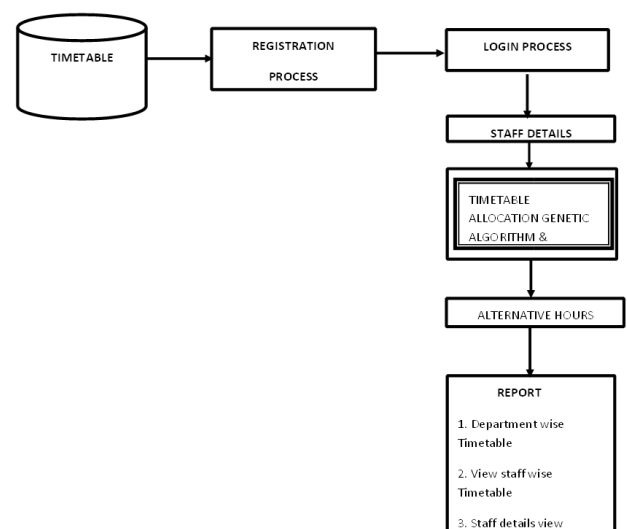 TIMETABLE
REGISTRATION
PROCESS
LOGIN PROCESS
STAFF DETAILS
TIMETABLE
ALLOCATION GENETIC
ALGORITHM &
ALTERNATIVE HOURS
REPORT
1. Department wise
Timetable
2. View staff wise
Timetable
3. Staff details view